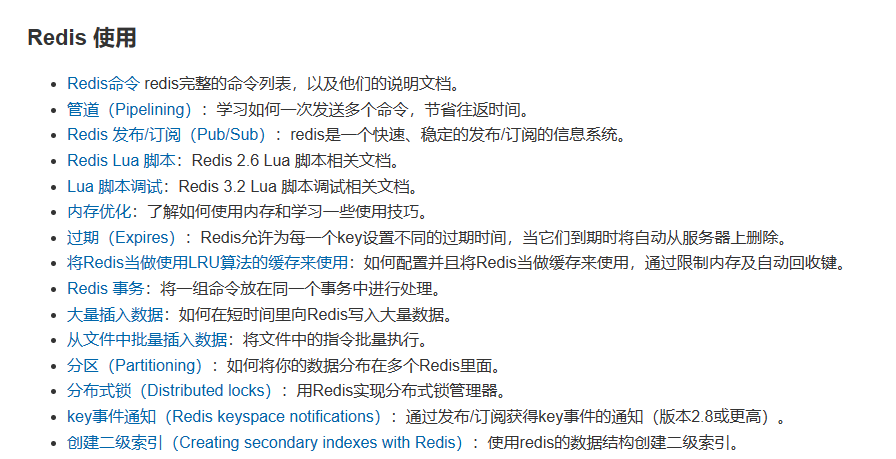 Redis 使用
Redis命令 redis完整的命令列表，以及他们的说明文档。
管道（Pipelining）：学习如何一次发送多个命令，节省往返时间。
Redis 发布/订阅（Pub/Sub）：redis是一个快速、稳定的发布/订阅的信息系统。
Redis Lua 脚本：Redis 2.6 Lua 脚本相关文档。
Lua 脚本调试：Redis 3.2 Lua 脚本调试相关文档。
内存优化：了解如何使用内存和学习一些使用技巧。
过期（Expires）：Redis允许为每一个key设置不同的过期时间，当它们到期时将自动从服务器上删除。
将Redis当做使用LRU算法的缓存来使用：如何配置并且将Redis当做缓存来使用，通过限制内存及自动回收键。
Redis 事务：将一组命令放在同一个事务中进行处理。
大量插入数据：如何在短时间里向Redis写入大量数据。
从文件中批量插入数据：将文件中的指令批量执行。
分区（Partitioning）：如何将你的数据分布在多个Redis里面。
分布式锁（Distributed locks）：用Redis实现分布式锁管理器。
key事件通知（Redis keyspace notifications）：通过发布/订阅获得key事件的通知（版本2.8或更高）。
创建二级索引（Creating secondary indexes with Redis）：使用redis的数据结构创建二级索引。